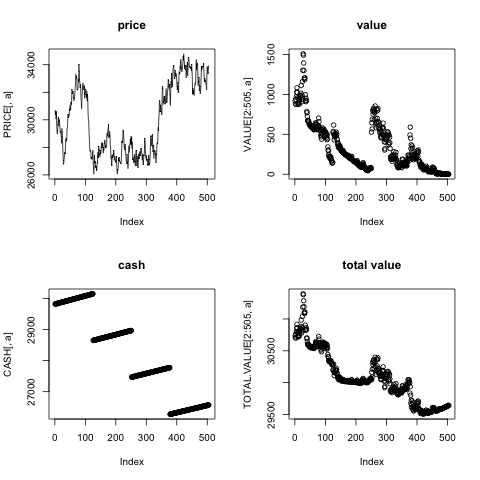 price
PRICE[, a]
34000
30000
26000
0 100 200 300 400 500
Index
value
VALUE[2:505, a]
1500
1000
500
0
0 100 200 300 400 500
Index
cash
CASH[, a]
29000
27000
0 100 200 300 400 500
Index
total value
TOTAL.VALUE[2:505, a]
30500
29500
0 100 200 300 400 500
Index